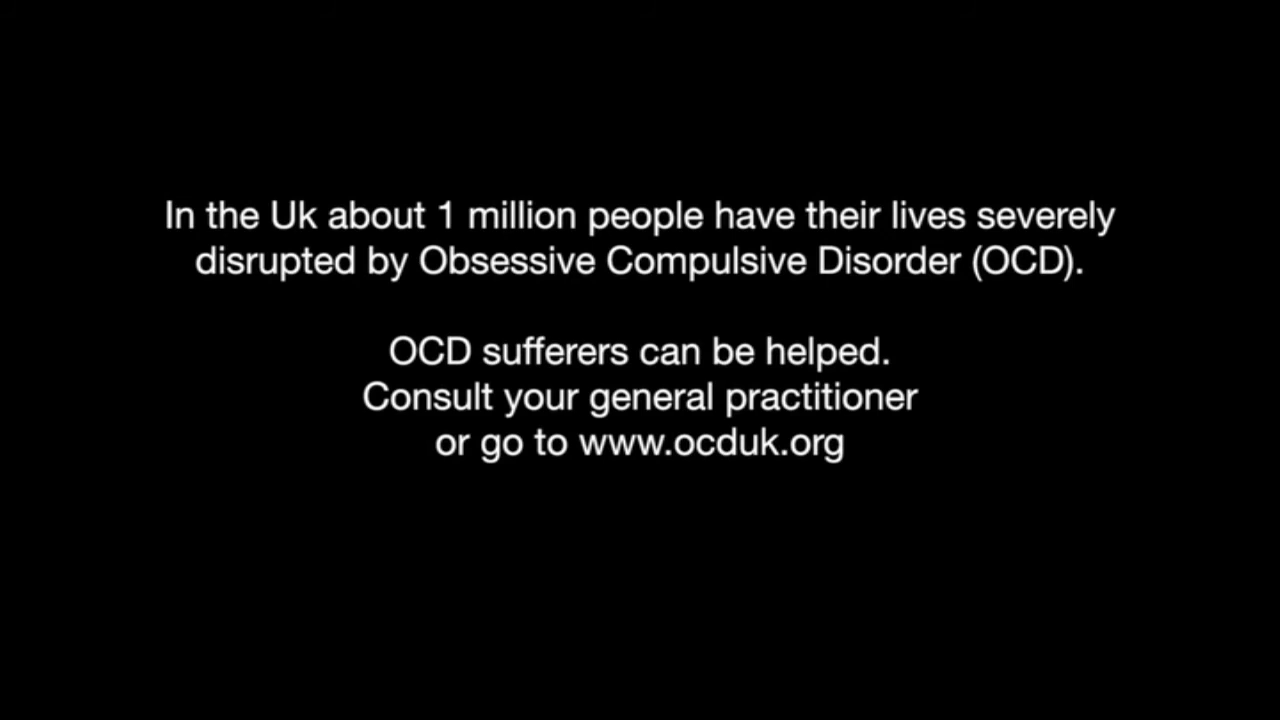 In the Uk about 1 million people have their lives severely
disrupted by Obsessive Compulsive Disorder (OCD).
OCD sufferers can be helped.
Consult your general practitioner
or go to www.ocduk.org